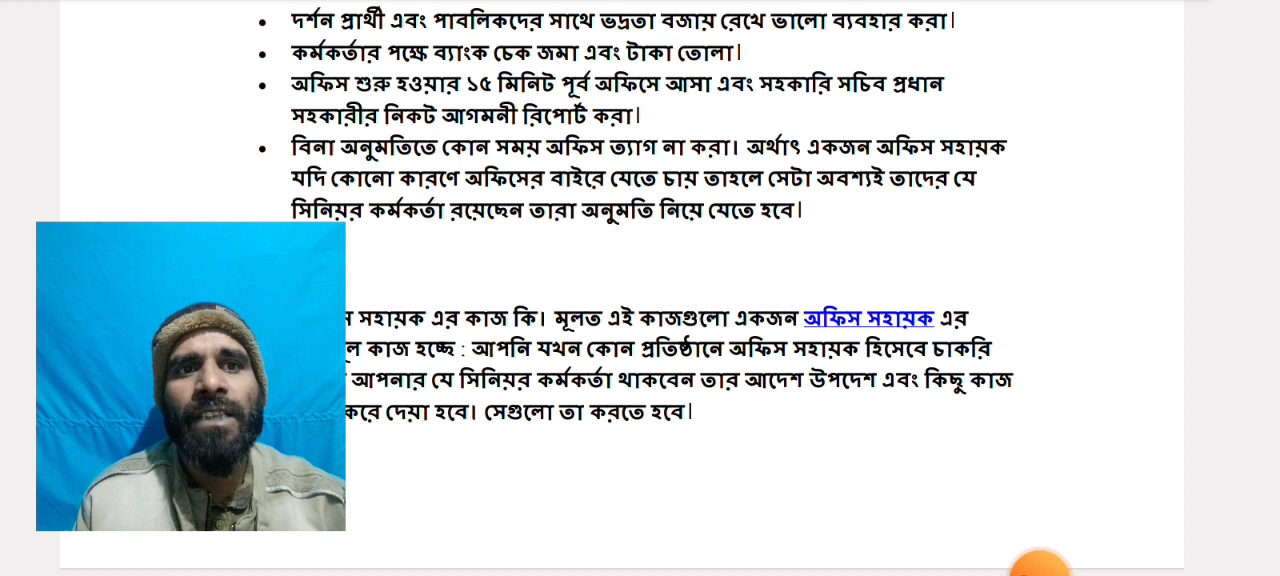 দর্শন প্রার্থী এবং পাবলিকদের সাথে ভদ্রতা বজায় রেখে ভালো ব্যবহার করা।
কর্মকর্তার পক্ষে ব্যাংক চেক জমা এবং টাকা তোলা।
অফিস শুরু হওয়ার ১৫ মিনিট পূর্ব অফিসে আসা এবং সহকারি সচিব প্রধান
সহকারীর নিকট আগমনী রিপোর্ট করা।
বিনা অনুমতিতে কোন সময় অফিস ত্যাগ না করা। অর্থাৎ একজন অফিস সহায়ক
যদি কোনো কারণে অফিসের বাইরে যেতে চায় তাহলে সেটা অবশ্যই তাদের যে
সিনিয়র কর্মকর্তা রয়েছেন তারা অনুমতি নিয়ে যেতে হবে।
সহায়ক এর কাজ কি। মূলত এই কাজগুলো একজন অফিস সহায়ক এর
কাজ হচ্ছে : আপনি যখন কোন প্রতিষ্ঠানে অফিস সহায়ক হিসেবে চাকরি
আপনার যে সিনিয়র কর্মকর্তা থাকবেন তার আদেশ উপদেশ এবং কিছু কাজ
করে দেয়া হবে। সেগুলো তা করতে হবে।